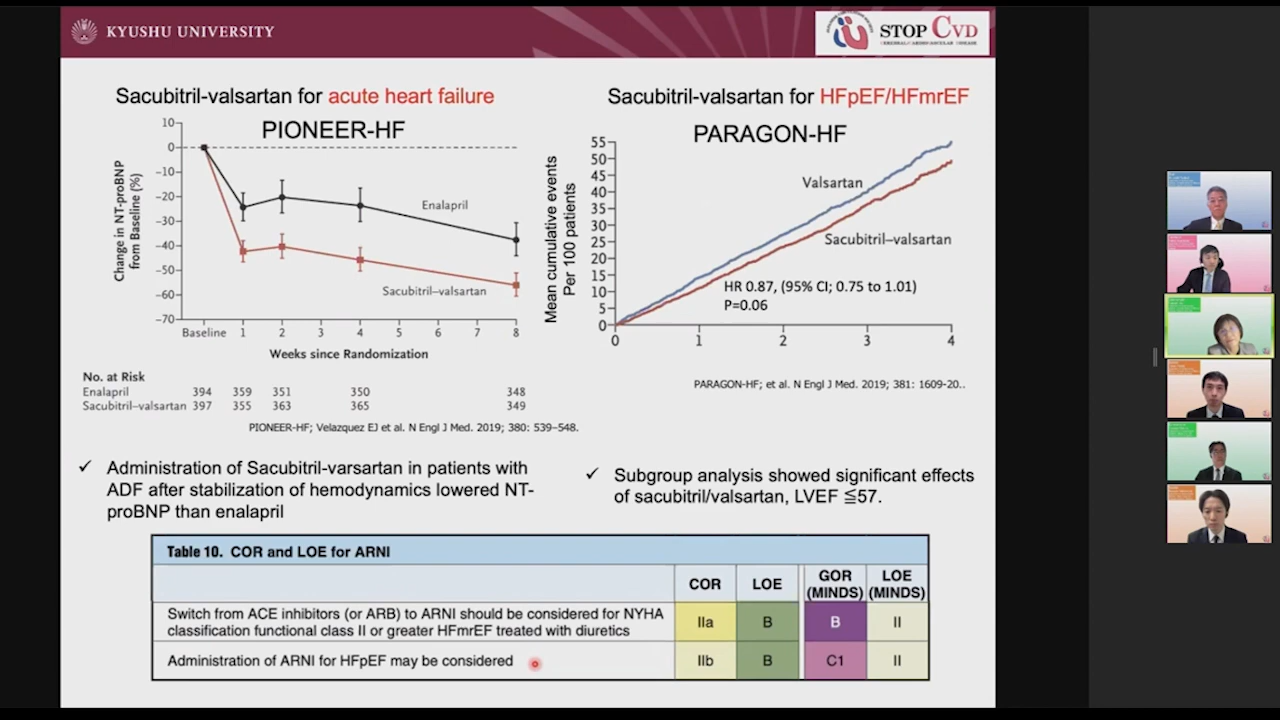 KYUSHU UNIVERSITY
STOP CVD
Sacubitril-valsartan for acute heart failure
PIONEER-HF
Change in NT-proBNP
from Baseline (%)
10
0
-10
-20
-30
-40
-50
-60
-70
Enalapril
Sacubitril–valsartan
Baseline 1 2 3 4 5 6 7 8
Weeks since Randomization
No. at Risk
Enalapril 394 359 351 350 348
Sacubitril–valsartan 397 355 363 365 349
PIONEER-HF; Velazquez EJ et al. N Engl J Med. 2019; 380: 539–548.
Sacubitril-valsartan for HFpEF/HFmrEF
PARAGON-HF
Mean cumulative events
Per 100 patients
55
50
45
40
35
30
25
20
15
10
5
0
Valsartan
Sacubitril–valsartan
HR 0.87, (95% CI; 0.75 to 1.01)
P=0.06
0 1 2 3 4
PARAGON-HF; et al. N Engl J Med. 2019; 381: 1609-20..
✓ Administration of Sacubitril-varsartan in patients with
ADF after stabilization of hemodynamics lowered NT-
proBNP than enalapril
✓ Subgroup analysis showed significant effects
of sacubitril/valsartan, LVEF ≦57.
Table 10. COR and LOE for ARNI
COR LOE GOR (MINDS) LOE (MINDS)
Switch from ACE inhibitors (or ARB) to ARNI should be considered for NYHA
classification functional class II or greater HFmrEF treated with diuretics
IIa B B II
Administration of ARNI for HFpEF may be considered IIb B C1 II